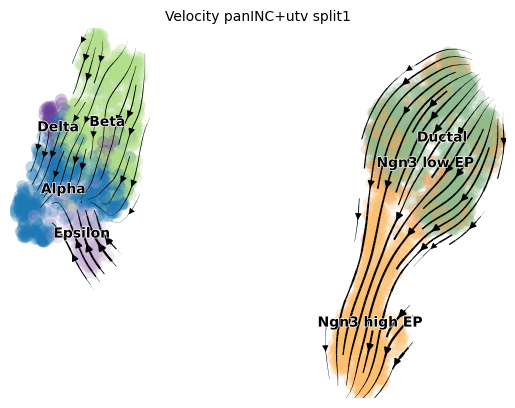 Velocity panINC+utv split1
Delta
Beta
Ductal
Ngn3 low EP
Alpha
Epsilon
Ngn3 high EP